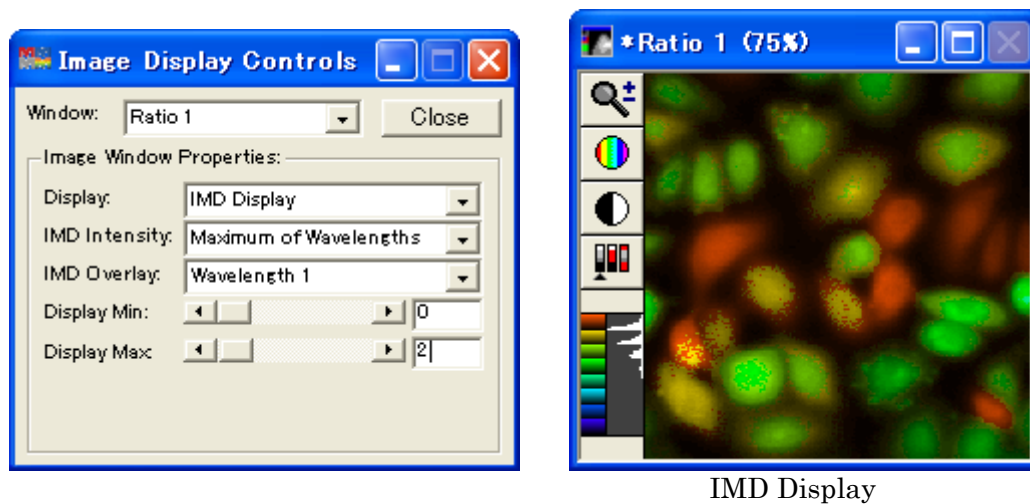 Image Display Controls
Window: Ratio 1 Close
Image Window Properties:
Display: IMD Display
IMD Intensity: Maximum of Wavelengths
IMD Overlay: Wavelength 1
Display Min: 0
Display Max: 2
*Ratio 1 (75%)
IMD Display